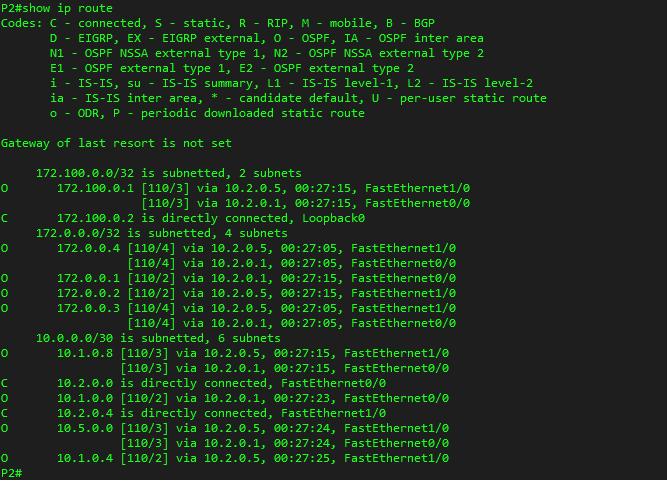 P2#show ip route
Codes: C - connected, S - static, R - RIP, M - mobile, B - BGP
       D - EIGRP, EX - EIGRP external, O - OSPF, IA - OSPF inter area
       N1 - OSPF NSSA external type 1, N2 - OSPF NSSA external type 2
       E1 - OSPF external type 1, E2 - OSPF external type 2
       i - IS-IS, su - IS-IS summary, L1 - IS-IS level-1, L2 - IS-IS level-2
       ia - IS-IS inter area, * - candidate default, U - per-user static route
       o - ODR, P - periodic downloaded static route
Gateway of last resort is not set
     172.100.0.0/32 is subnetted, 2 subnets
O       172.100.0.1 [110/3] via 10.2.0.5, 00:27:15, FastEthernet1/0
                    [110/3] via 10.2.0.1, 00:27:15, FastEthernet0/0
C       172.100.0.2 is directly connected, Loopback0
     172.0.0.0/32 is subnetted, 4 subnets
O       172.0.0.4 [110/4] via 10.2.0.5, 00:27:05, FastEthernet1/0
                  [110/4] via 10.2.0.1, 00:27:05, FastEthernet0/0
O       172.0.0.1 [110/2] via 10.2.0.1, 00:27:15, FastEthernet0/0
O       172.0.0.2 [110/2] via 10.2.0.5, 00:27:15, FastEthernet1/0
O       172.0.0.3 [110/4] via 10.2.0.5, 00:27:05, FastEthernet1/0
                  [110/4] via 10.2.0.1, 00:27:05, FastEthernet0/0
     10.0.0.0/30 is subnetted, 6 subnets
O       10.1.0.8 [110/3] via 10.2.0.5, 00:27:15, FastEthernet1/0
                 [110/3] via 10.2.0.1, 00:27:15, FastEthernet0/0
C       10.2.0.0 is directly connected, FastEthernet0/0
O       10.1.0.0 [110/2] via 10.2.0.1, 00:27:23, FastEthernet0/0
C       10.2.0.4 is directly connected, FastEthernet1/0
O       10.5.0.0 [110/3] via 10.2.0.5, 00:27:24, FastEthernet1/0
                 [110/3] via 10.2.0.1, 00:27:24, FastEthernet0/0
O       10.1.0.4 [110/2] via 10.2.0.5, 00:27:25, FastEthernet1/0
P2#